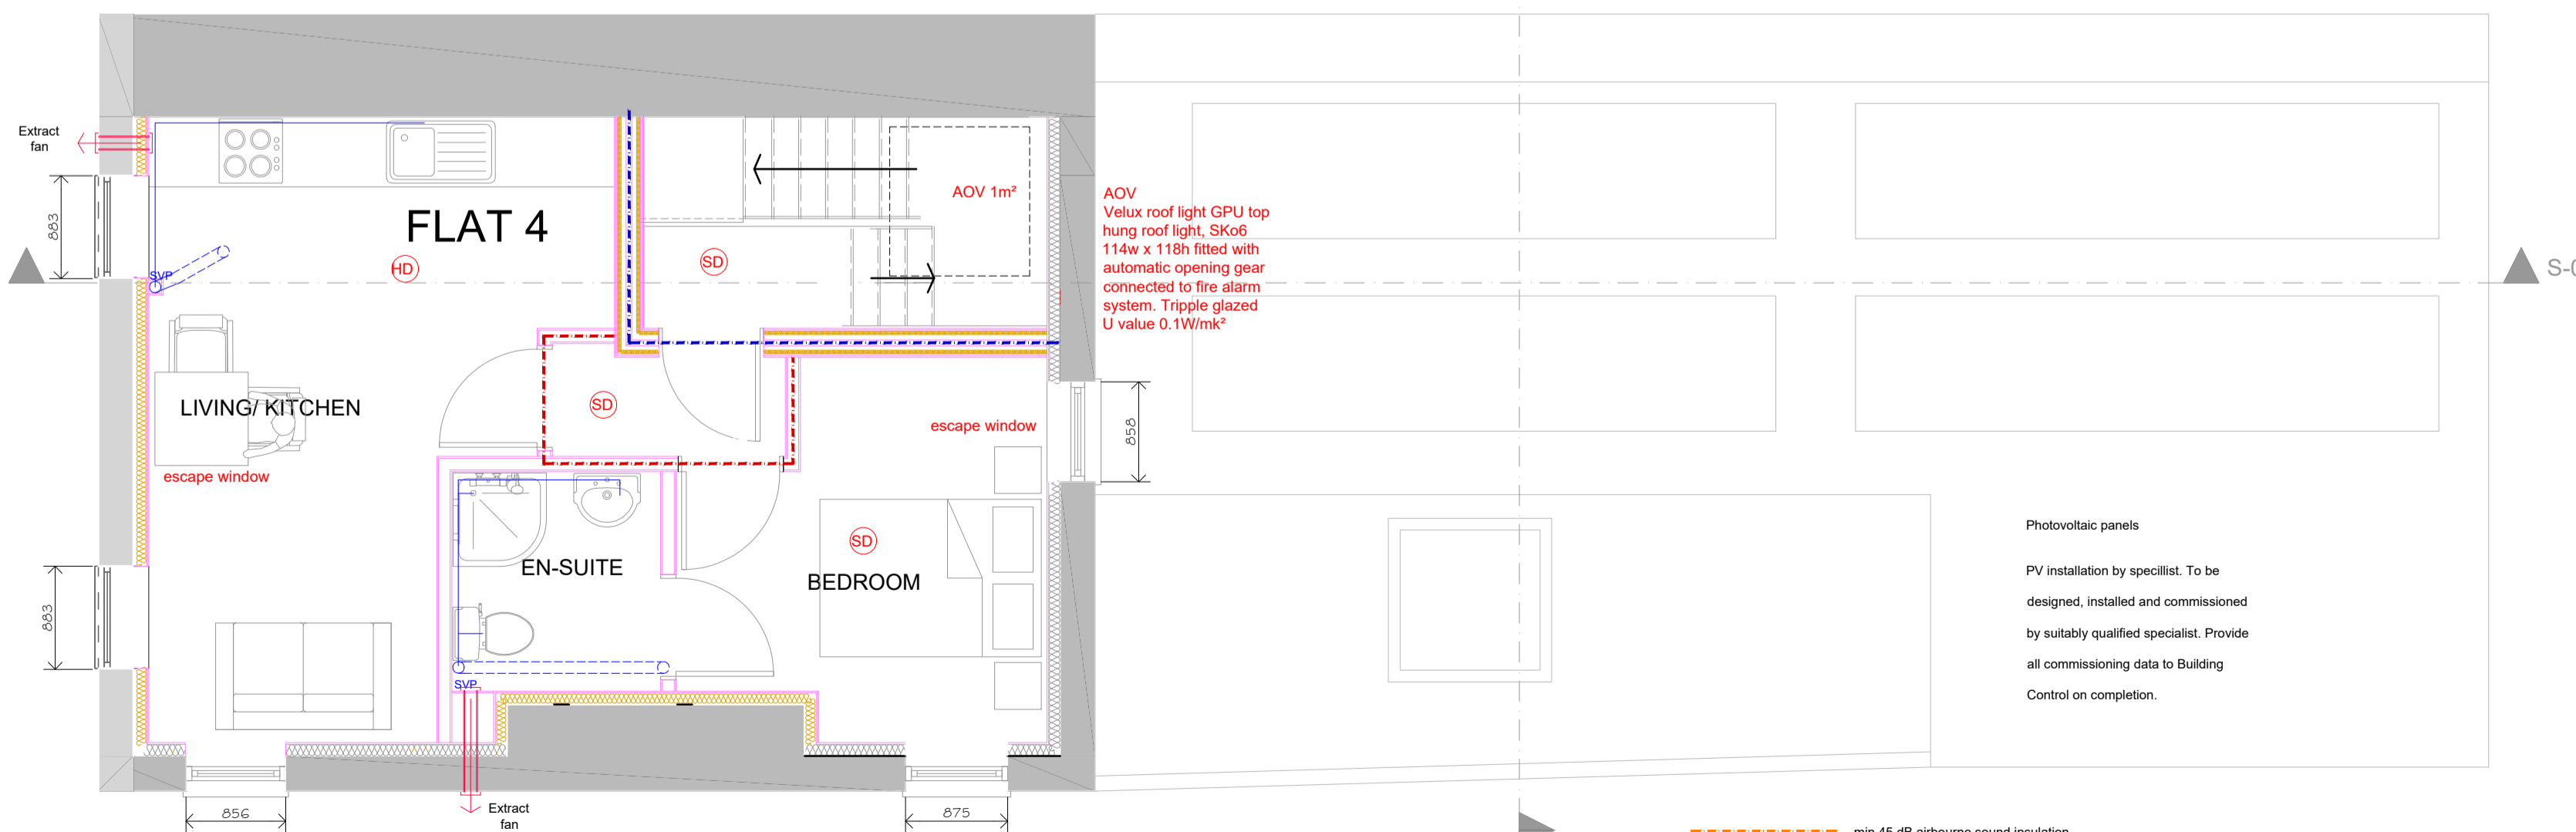 Extract
fan
883
FLAT 4
HD
SVP
SD
AOV 1m²
AOV
Velux roof light GPU top
hung roof light, SKo6
114w x 118h fitted with
automatic opening gear
connected to fire alarm
system. Tripple glazed
U value 0.1W/mk²
S-0
LIVING/ KITCHEN
SD
escape window
858
escape window
SD
EN-SUITE
BEDROOM
883
SVP
Photovoltaic panels
PV installation by specillist. To be
designed, installed and commissioned
by suitably qualified specialist. Provide
all commissioning data to Building
Control on completion.
856
Extract
fan
875
min 45 dB airbourne sound insulation